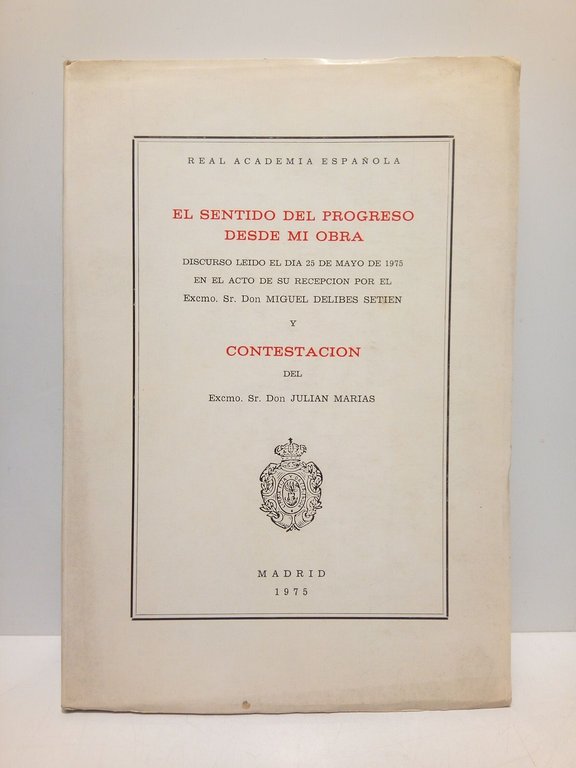 REAL ACADEMIA ESPAÑOLA
EL SENTIDO DEL PROGRESO
DESDE MI OBRA
DISCURSO LEIDO EL DIA 25 DE MAYO DE 1975
EN EL ACTO DE SU RECEPCION POR EL
Excmo. Sr. Don MIGUEL DELIBES SETIEN
Y
CONTESTACION
DEL
Excmo. Sr. Don JULIAN MARIAS
MADRID
1975